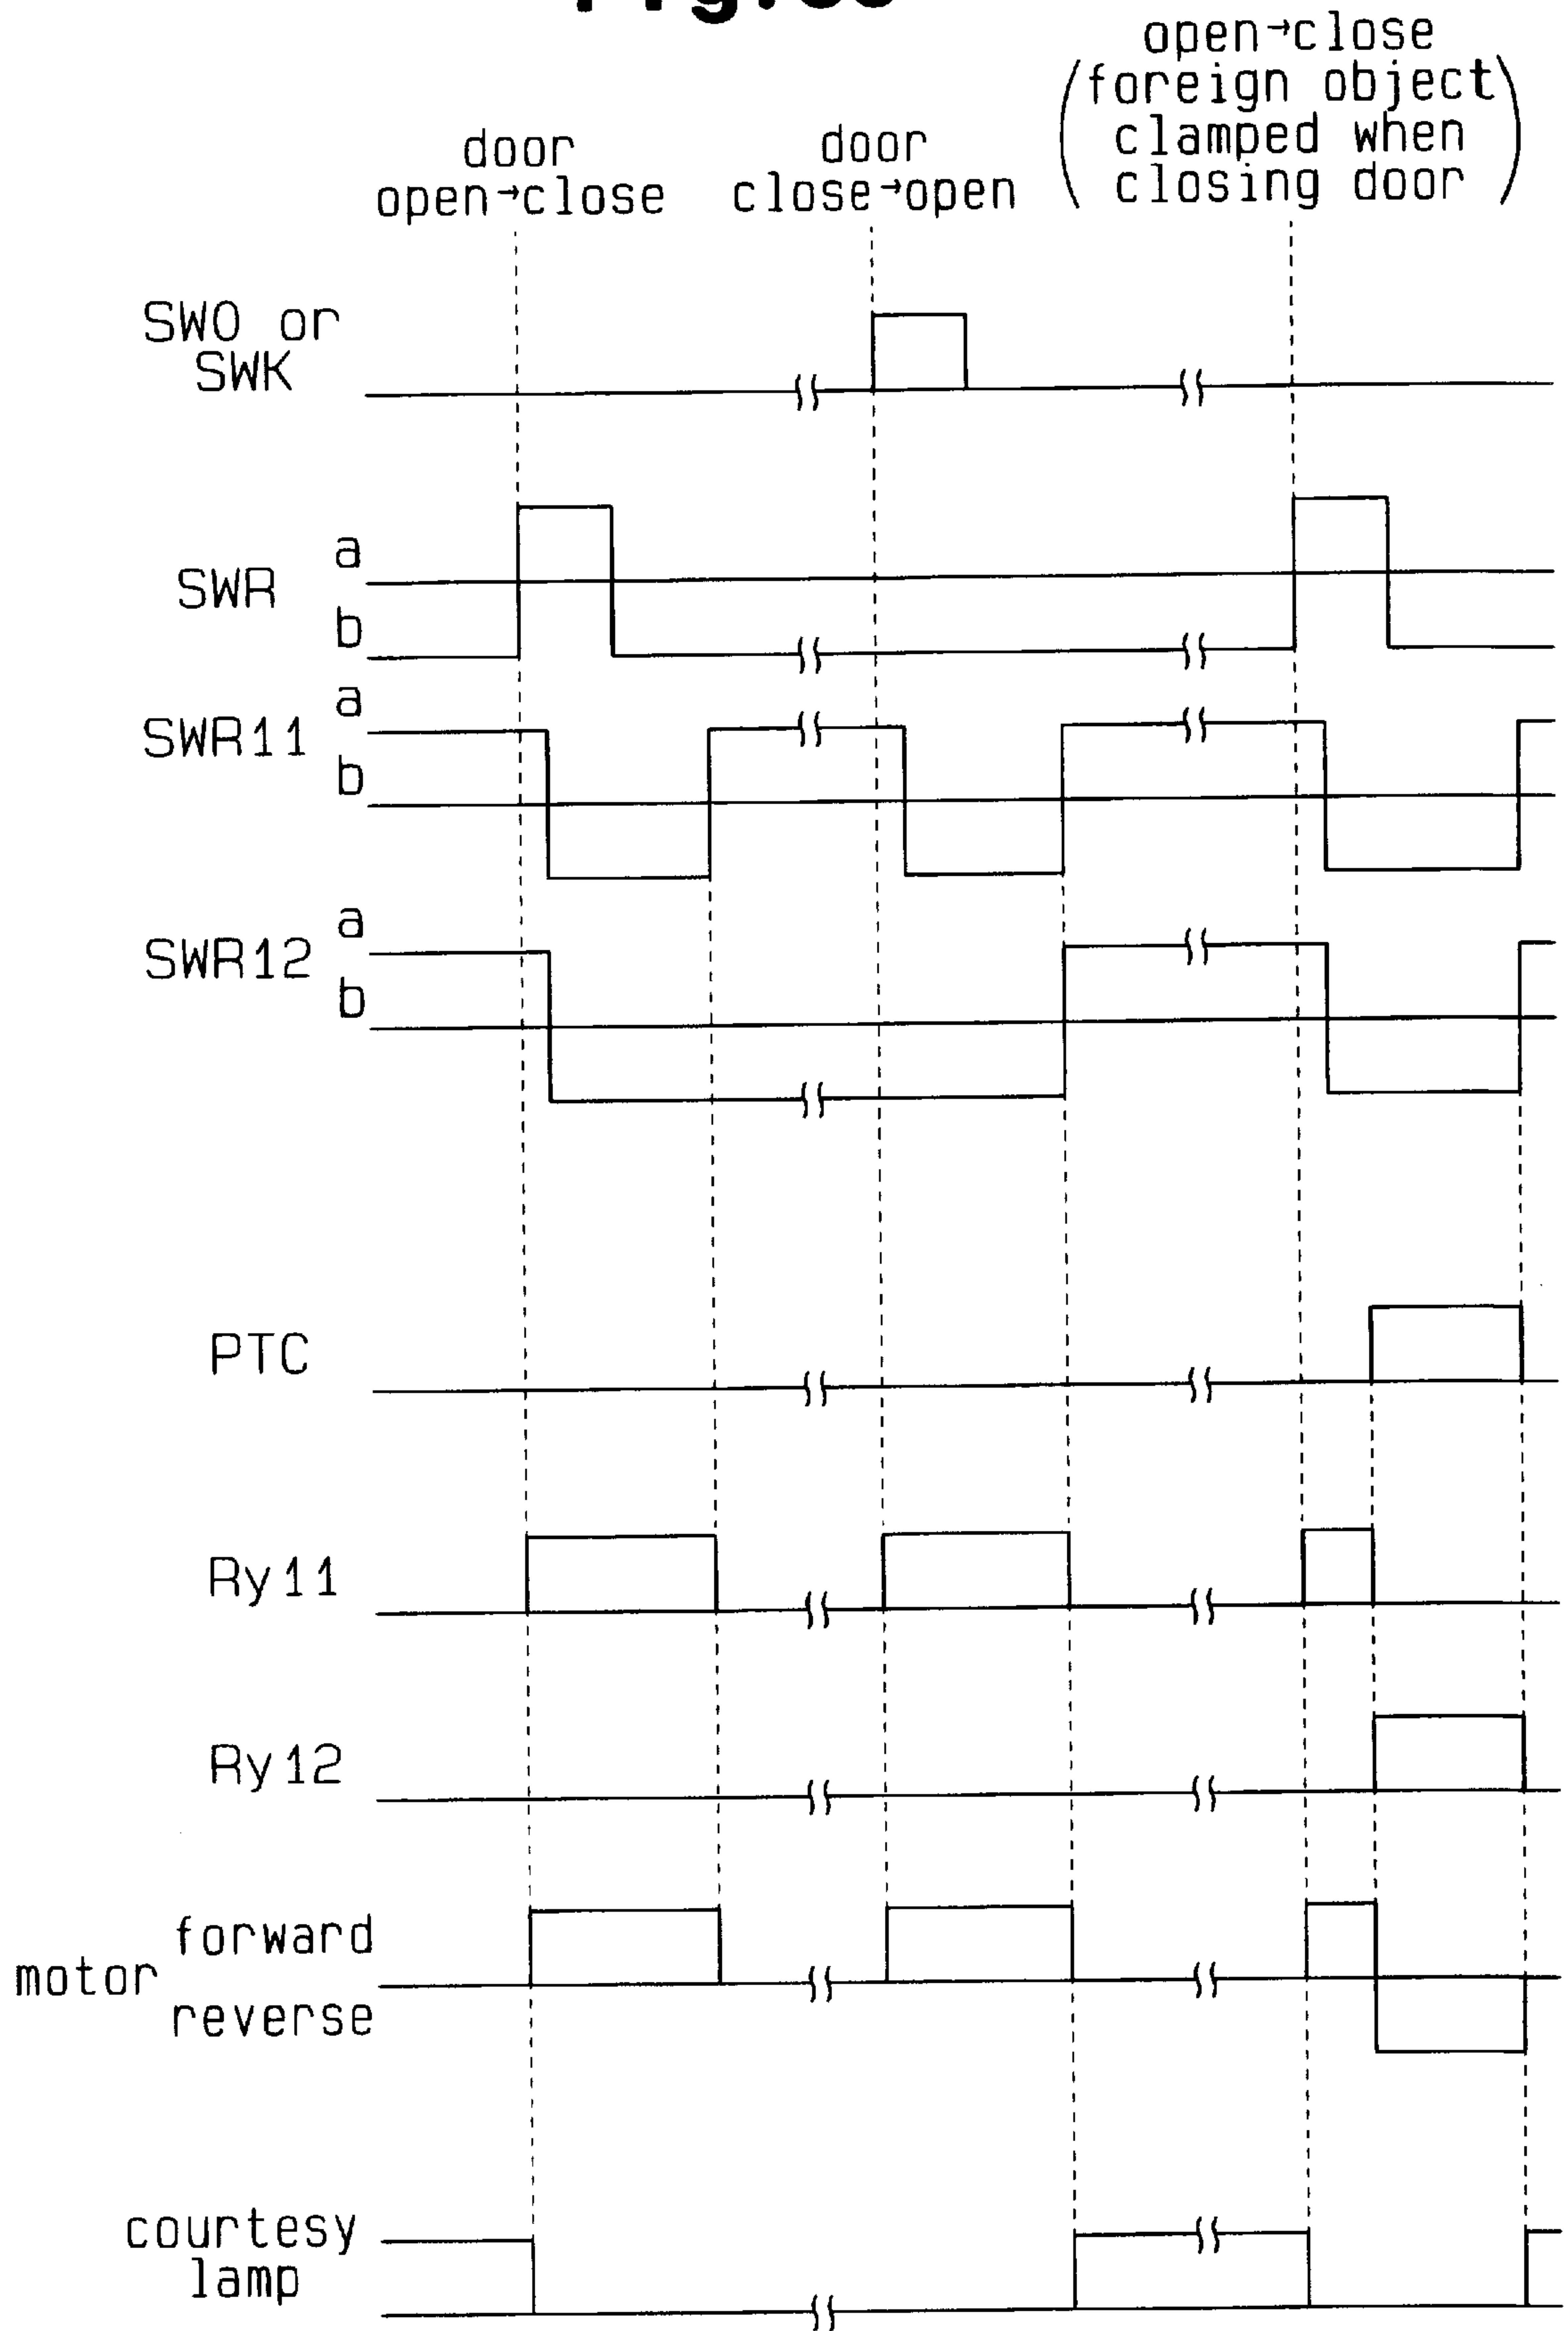 door
open→close
door
close→open
open→close
(foreign object
clamped when
closing door)
SWO or
SWK
SWR
a
b
SWR11
a
b
SWR12
a
b
PTC
Ry11
Ry12
motor
forward
reverse
courtesy
lamp